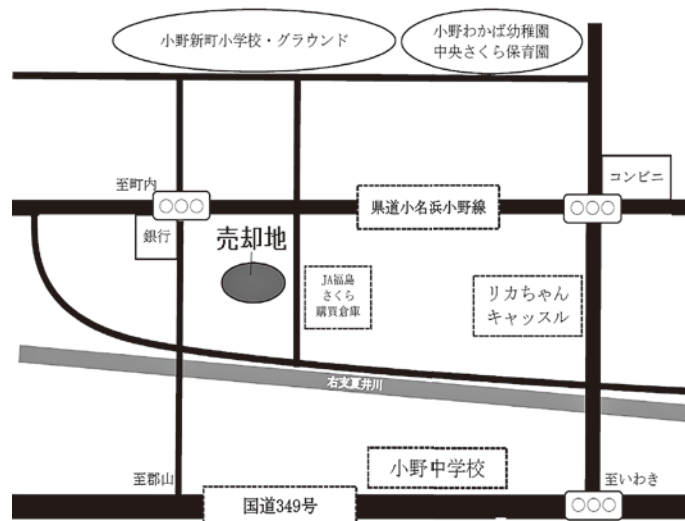 小野新町小学校・グラウンド
小野わかば幼稚園
中央さくら保育園
至町内
コンビニ
○○○
県道小名浜小野線
○○○
銀行
売却地
JA福島
さくら
購買倉庫
リカちゃん
キャッスル
右支夏井川
小野中学校
至郡山
至いわき
国道349号
○○○